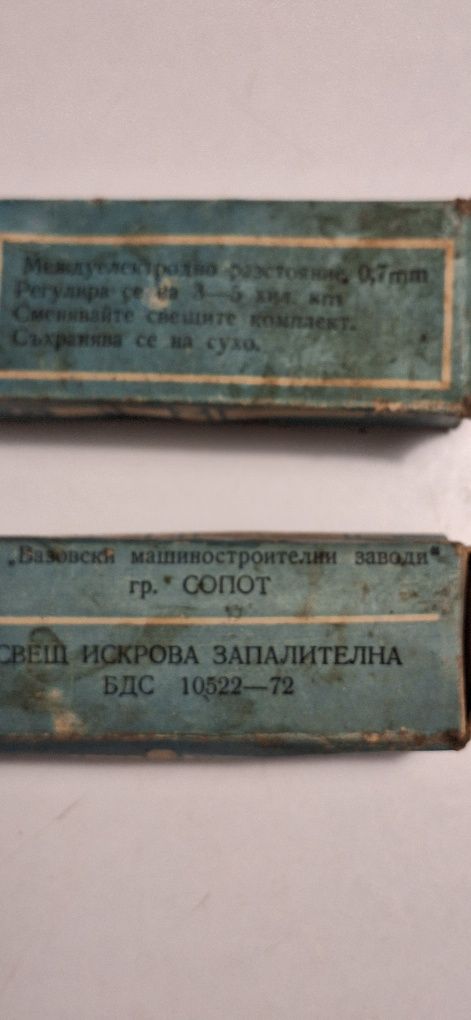 Междуелектродно разстояние 0,7mm
Регулира се на 3—5 хил. km
Сменявайте свещите комплект.
Съхранява се на сухо.
„Вазовски машиностроителни заводи“
гр. СОПОТ
СВЕЩ ИСКРОВА ЗАПАЛИТЕЛНА
БДС 10522—72